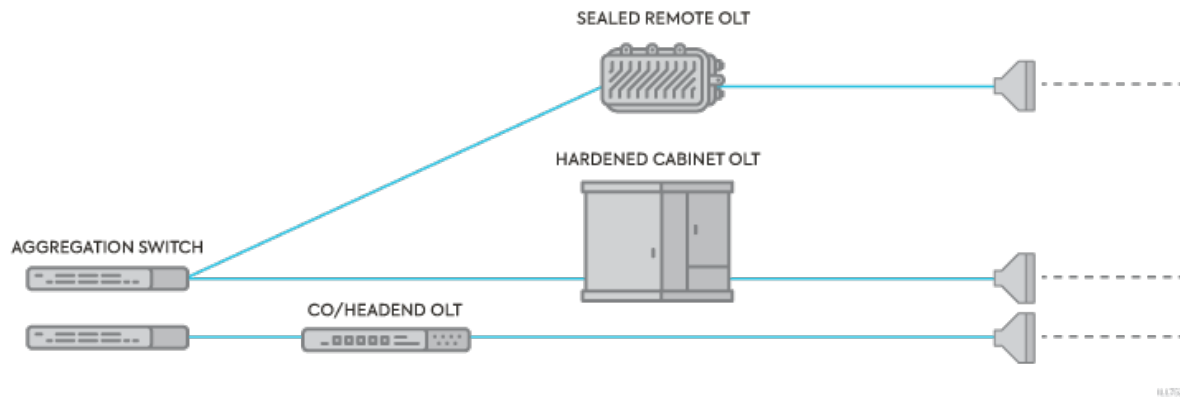 SEALED REMOTE OLT
HARDENED CABINET OLT
AGGREGATION SWITCH
CO/HEADEND OLT